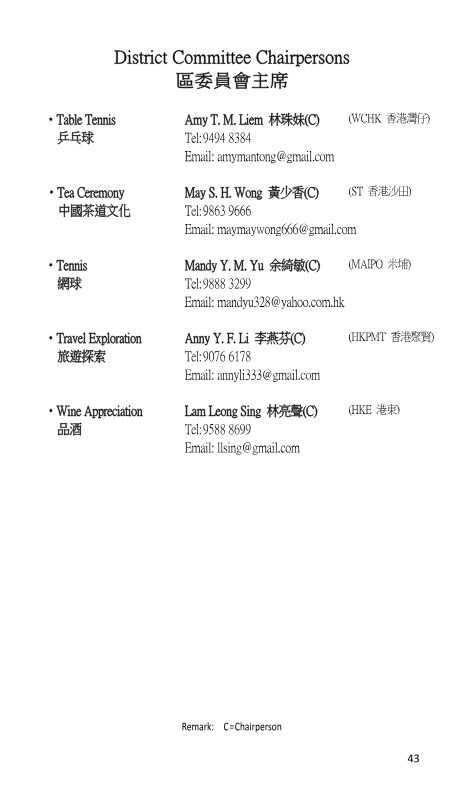 District Committee Chairpersons
區委員會主席
• Table Tennis Amy T. M. Liem 林珠妹(C) (WCHK 香港灣仔)
乒乓球 Tel: 9494 8384
Email: amymantong@gmail.com
• Tea Ceremony May S. H. Wong 黃少香(C) (ST 香港沙田)
中國茶道文化 Tel: 9863 9666
Email: maymaywong666@gmail.com
• Tennis Mandy Y. M. Yu 余綺敏(C) (MAIPO 米埔)
網球 Tel: 9888 3299
Email: mandyu328@yahoo.com.hk
• Travel Exploration Anny Y. F. Li 李燕芬(C) (HKPMT 香港聚賢)
旅遊探索 Tel: 9076 6178
Email: annyli333@gmail.com
• Wine Appreciation Lam Leong Sing 林亮聲(C) (HKE 港東)
品酒 Tel: 9588 8699
Email: llsing@gmail.com
Remark: C=Chairperson
43